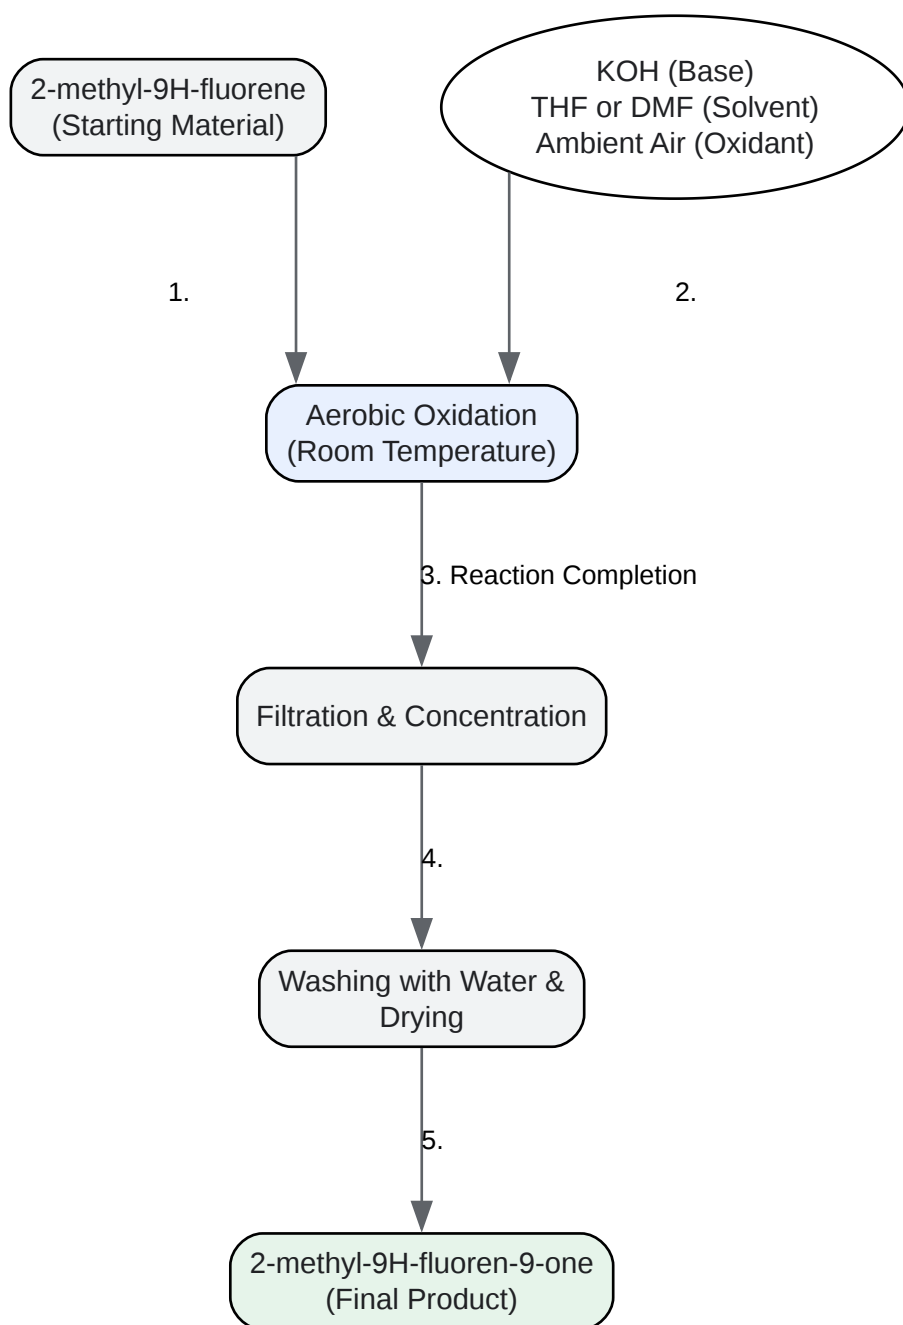 2-methyl-9H-fluorene
(Starting Material)
KOH (Base)
THF or DMF (Solvent)
Ambient Air (Oxidant)
1.
2.
Aerobic Oxidation
(Room Temperature)
3. Reaction Completion
Filtration & Concentration
4.
Washing with Water &
Drying
5.
2-methyl-9H-fluoren-9-one
(Final Product)